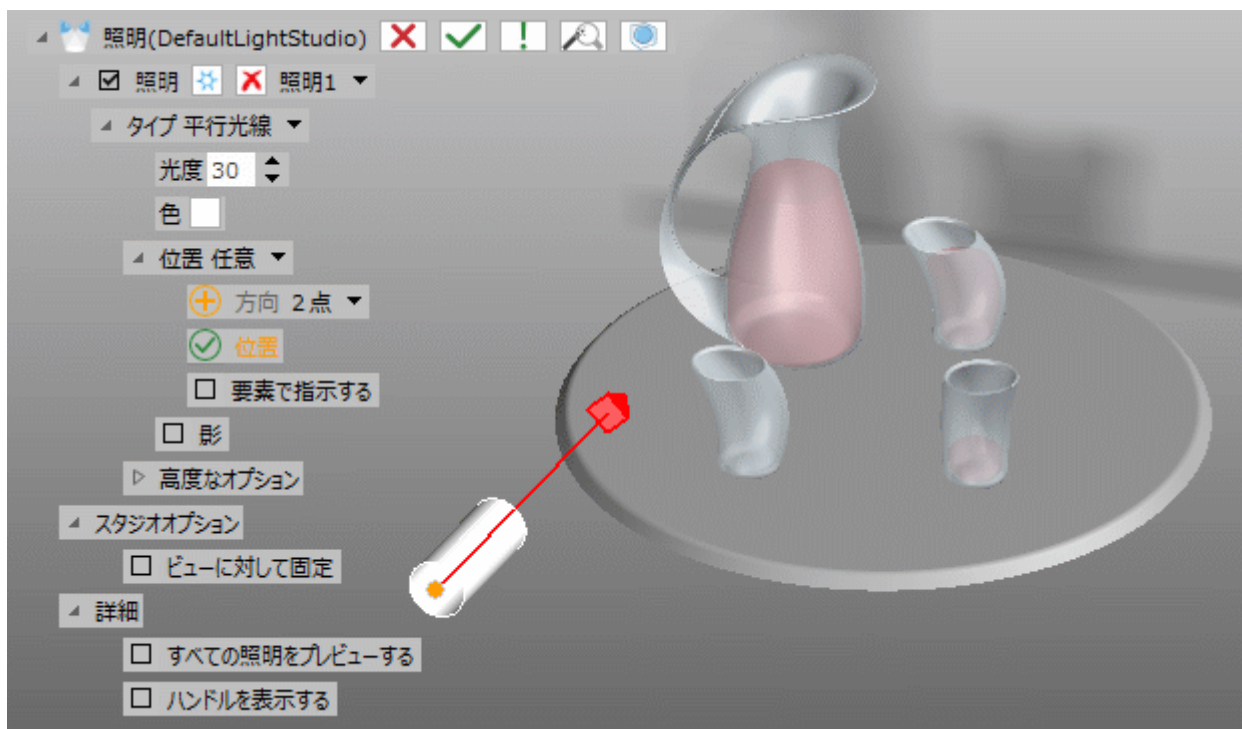 照明(DefaultLightStudio)
照明 照明1
タイプ 平行光線
光度 30
色
位置 任意
方向 2点
位置
要素で指示する
影
高度なオプション
スタジオオプション
ビューに対して固定
詳細
すべての照明をプレビューする
ハンドルを表示する